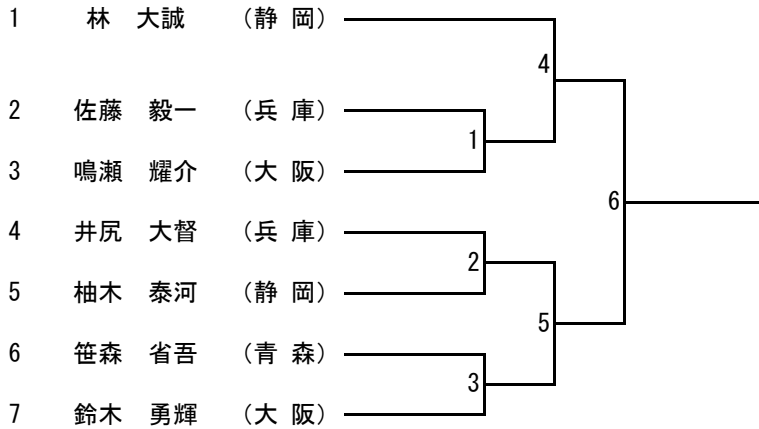 1 林 大誠 (静 岡)
4
2 佐藤 毅一 (兵 庫)
1
3 鳴瀬 耀介 (大 阪)
6
4 井尻 大督 (兵 庫)
2
5 柚木 泰河 (静 岡)
5
6 笹森 省吾 (青 森)
3
7 鈴木 勇輝 (大 阪)